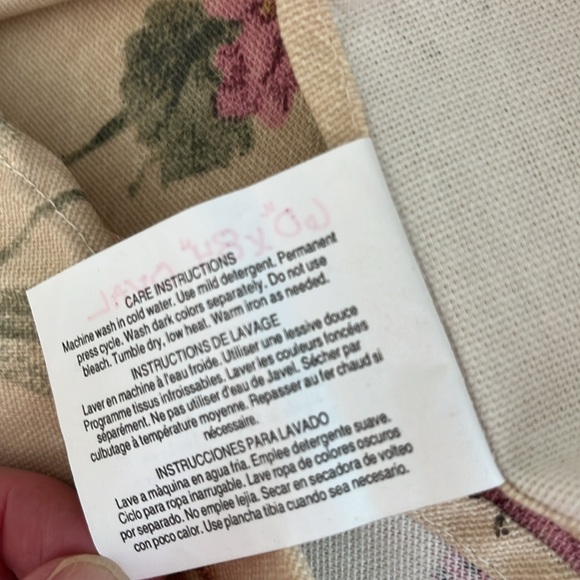 60" x 84" OVAL
CARE INSTRUCTIONS
Machine wash in cold water. Use mild detergent. Permanent
press cycle. Wash dark colors separately. Do not use
bleach. Tumble dry, low heat. Warm iron as needed.
INSTRUCTIONS DE LAVAGE
Laver en machine à l'eau froide. Utiliser une lessive douce
Programme tissus infroissables. Laver les couleurs foncées
séparément. Ne pas utiliser d'eau de Javel. Sécher par
culbutage à température moyenne. Repasser au fer chaud si
nécessaire.
INSTRUCCIONES PARA LAVADO
Lave a màquina en agua fria. Emplee detergente suave.
Ciclo para ropa inarrugable. Lave ropa de colores oscuros
por separado. No emplee lejia. Secar en secadora de volteo
con poco calor. Use plancha tibia cuando sea necesario.